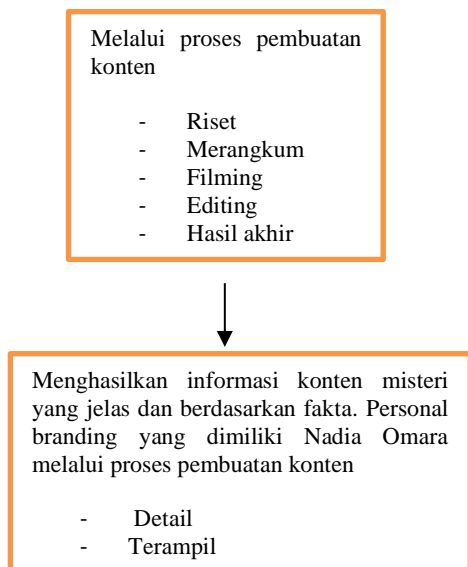 Melalui proses pembuatan
konten
- Riset
- Merangkum
- Filming
- Editing
- Hasil akhir
Menghasilkan informasi konten misteri
yang jelas dan berdasarkan fakta. Personal
branding yang dimiliki Nadia Omara
melalui proses pembuatan konten
- Detail
- Terampil